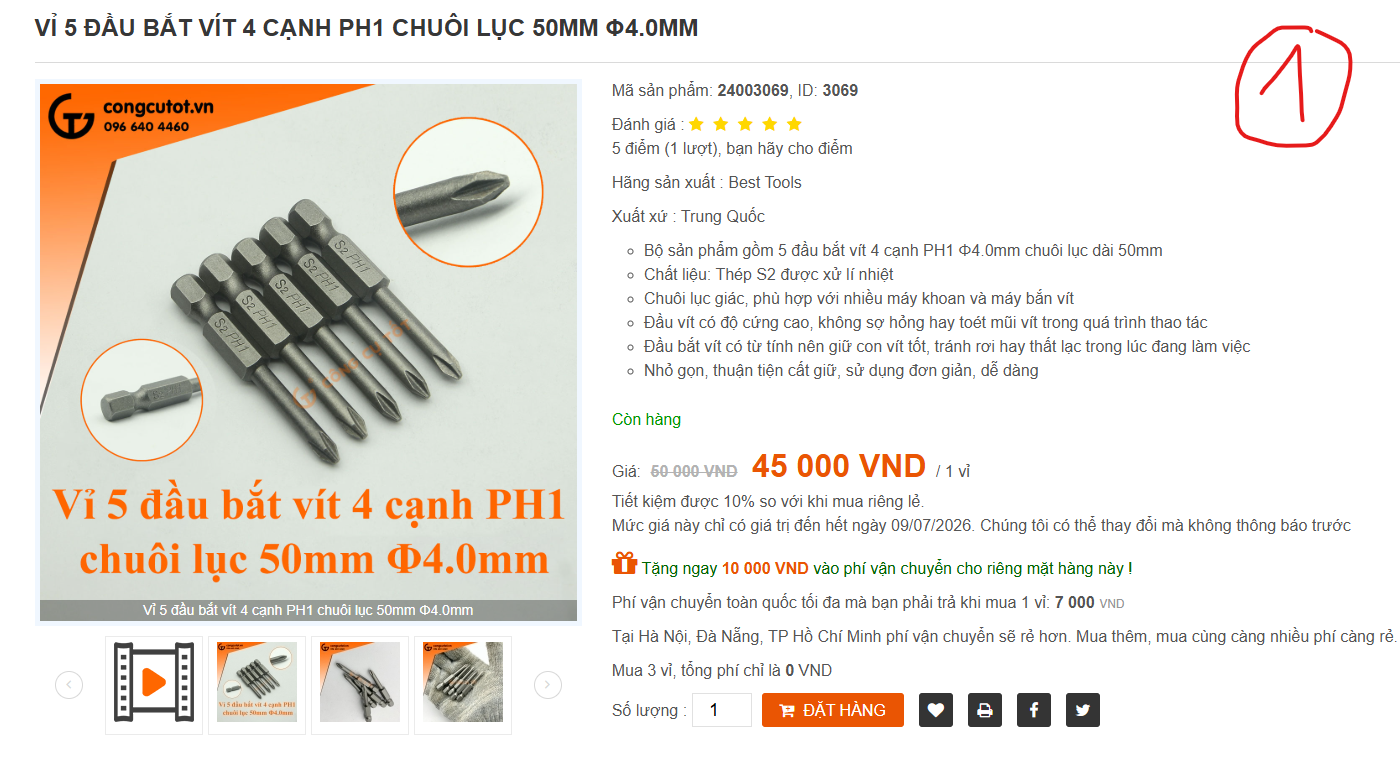 VỈ 5 ĐẦU BẮT VÍT 4 CẠNH PH1 CHUÔI LỤC 50MM Φ4.0MM
1
congcutot.vn
096 640 4460
S2 PH1
S2 PH1
S2 PH1
S2 PH1
S2 PH1
Vỉ 5 đầu bắt vít 4 cạnh PH1
chuôi lục 50mm Φ4.0mm
Vỉ 5 đầu bắt vít 4 cạnh PH1 chuôi lục 50mm Φ4.0mm
Vỉ 5 đầu bắt vít 4 cạnh PH1
chuôi lục 50mm Φ4.0mm
Mã sản phẩm: 24003069, ID: 3069
Đánh giá :
5 điểm (1 lượt), bạn hãy cho điểm
Hãng sản xuất : Best Tools
Xuất xứ : Trung Quốc
Bộ sản phẩm gồm 5 đầu bắt vít 4 cạnh PH1 Φ4.0mm chuôi lục dài 50mm
Chất liệu: Thép S2 được xử lí nhiệt
Chuôi lục giác, phù hợp với nhiều máy khoan và máy bắn vít
Đầu vít có độ cứng cao, không sợ hỏng hay toét mũi vít trong quá trình thao tác
Đầu bắt vít có từ tính nên giữ con vít tốt, tránh rơi hay thất lạc trong lúc đang làm việc
Nhỏ gọn, thuận tiện cất giữ, sử dụng đơn giản, dễ dàng
Còn hàng
Giá: 50 000 VND 45 000 VND / 1 vỉ
Tiết kiệm được 10% so với khi mua riêng lẻ.
Mức giá này chỉ có giá trị đến hết ngày 09/07/2026. Chúng tôi có thể thay đổi mà không thông báo trước
Tặng ngay 10 000 VND vào phí vận chuyển cho riêng mặt hàng này !
Phí vận chuyển toàn quốc tối đa mà bạn phải trả khi mua 1 vỉ: 7 000 VND
Tại Hà Nội, Đà Nẵng, TP Hồ Chí Minh phí vận chuyển sẽ rẻ hơn. Mua thêm, mua cùng càng nhiều phí càng rẻ.
Mua 3 vỉ, tổng phí chỉ là 0 VND
Số lượng : 1 ĐẶT HÀNG